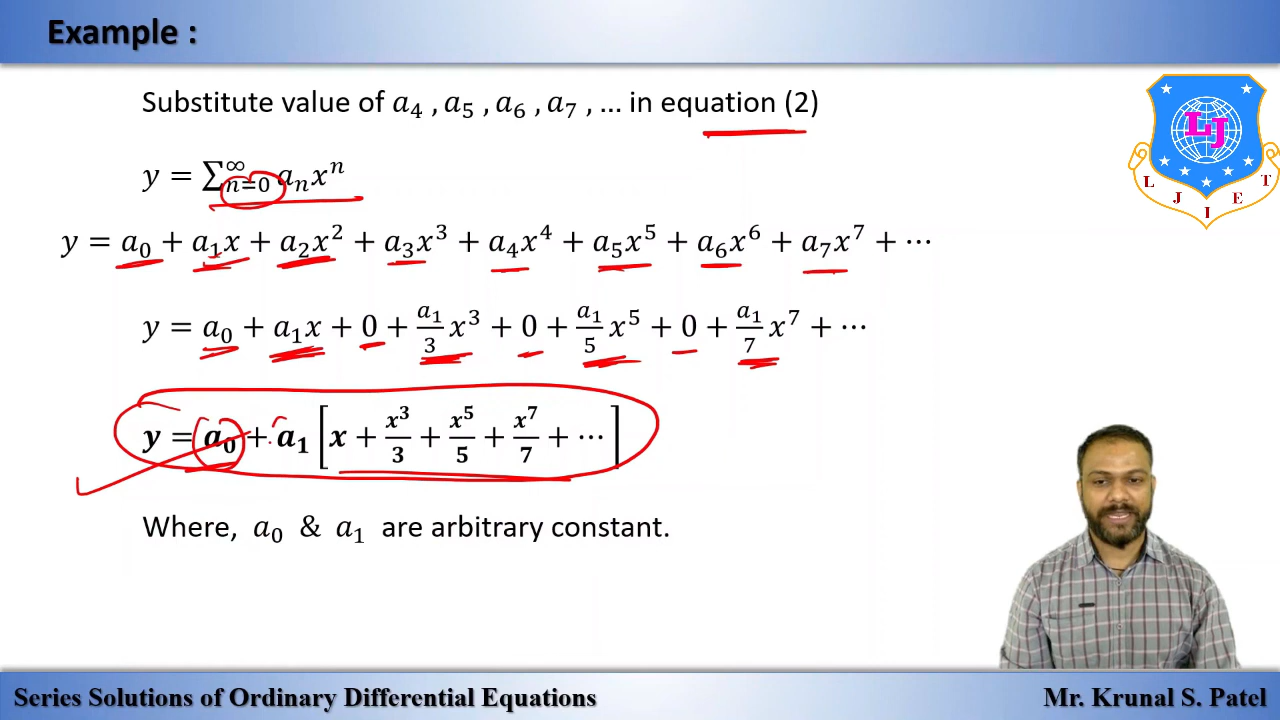 Example :
Substitute value of a₄ , a₅ , a₆ , a₇ , ... in equation (2)
y = ∑ₙ₌₀^∞ aₙxⁿ
y = a₀ + a₁x + a₂x² + a₃x³ + a₄x⁴ + a₅x⁵ + a₆x⁶ + a₇x⁷ + ⋯
y = a₀ + a₁x + 0 + a₁/3 x³ + 0 + a₁/5 x⁵ + 0 + a₁/7 x⁷ + ⋯
y = a₀ + a₁ [x + x³/3 + x⁵/5 + x⁷/7 + ⋯]
Where, a₀ & a₁ are arbitrary constant.
LJ
L J I E T
Series Solutions of Ordinary Differential Equations
Mr. Krunal S. Patel